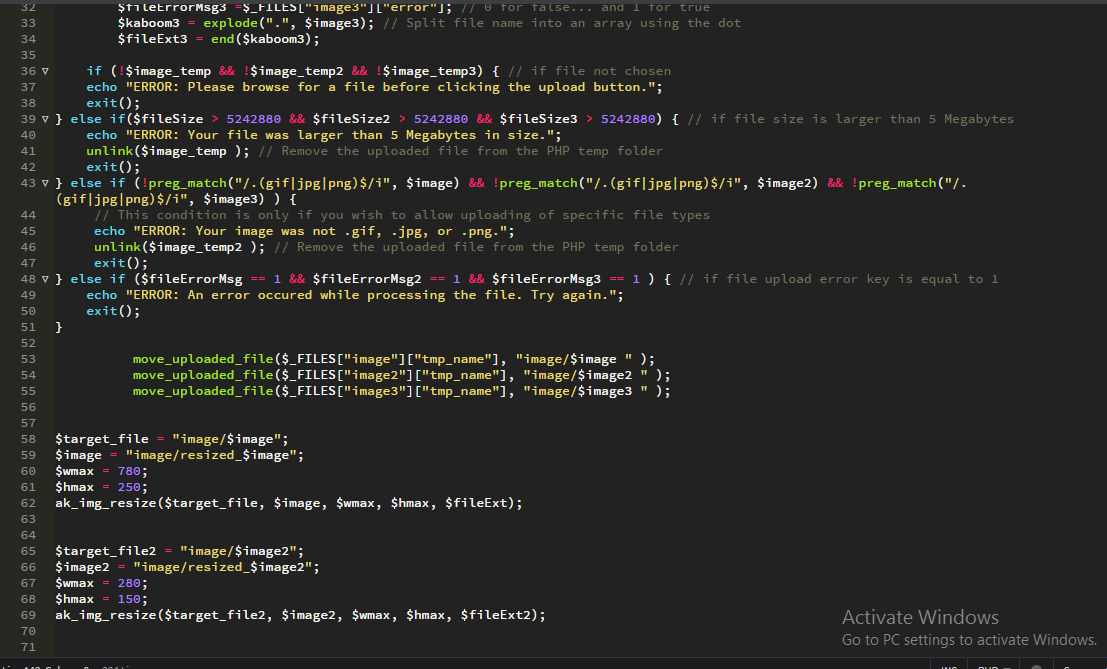 32 $fileErrorMsg3 =$_FILES["image3"]["error"]; // 0 for false... and 1 for true
33 $kaboom3 = explode(".", $image3); // Split file name into an array using the dot
34 $fileExt3 = end($kaboom3);
35
36 if (!$image_temp && !$image_temp2 && !$image_temp3) { // if file not chosen
37 echo "ERROR: Please browse for a file before clicking the upload button.";
38 exit();
39 } else if($fileSize > 5242880 && $fileSize2 > 5242880 && $fileSize3 > 5242880) { // if file size is larger than 5 Megabytes
40 echo "ERROR: Your file was larger than 5 Megabytes in size.";
41 unlink($image_temp ); // Remove the uploaded file from the PHP temp folder
42 exit();
43 } else if (!preg_match("/.(gif|jpg|png)$/i", $image) && !preg_match("/.(gif|jpg|png)$/i", $image2) && !preg_match("/.
(gif|jpg|png)$/i", $image3) ) {
44 // This condition is only if you wish to allow uploading of specific file types
45 echo "ERROR: Your image was not .gif, .jpg, or .png.";
46 unlink($image_temp2 ); // Remove the uploaded file from the PHP temp folder
47 exit();
48 } else if ($fileErrorMsg == 1 && $fileErrorMsg2 == 1 && $fileErrorMsg3 == 1 ) { // if file upload error key is equal to 1
49 echo "ERROR: An error occured while processing the file. Try again.";
50 exit();
51 }
52
53 move_uploaded_file($_FILES["image"]["tmp_name"], "image/$image " );
54 move_uploaded_file($_FILES["image2"]["tmp_name"], "image/$image2 " );
55 move_uploaded_file($_FILES["image3"]["tmp_name"], "image/$image3 " );
56
57
58 $target_file = "image/$image";
59 $image = "image/resized_$image";
60 $wmax = 780;
61 $hmax = 250;
62 ak_img_resize($target_file, $image, $wmax, $hmax, $fileExt);
63
64
65 $target_file2 = "image/$image2";
66 $image2 = "image/resized_$image2";
67 $wmax = 280;
68 $hmax = 150;
69 ak_img_resize($target_file2, $image2, $wmax, $hmax, $fileExt2);
70
71
Activate Windows
Go to PC settings to activate Windows.